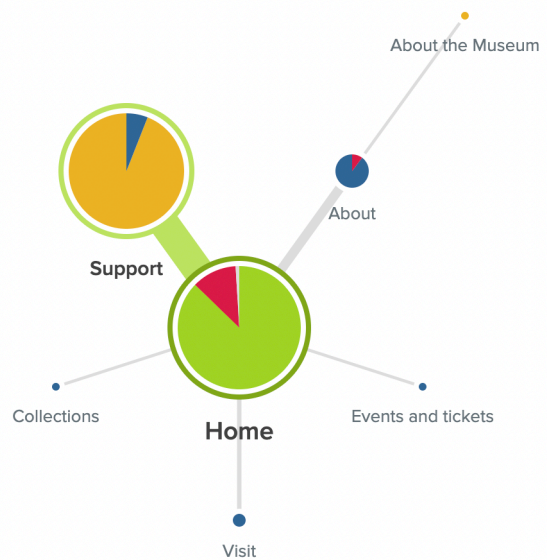 About the Museum
About
Support
Collections
Events and tickets
Home
Visit